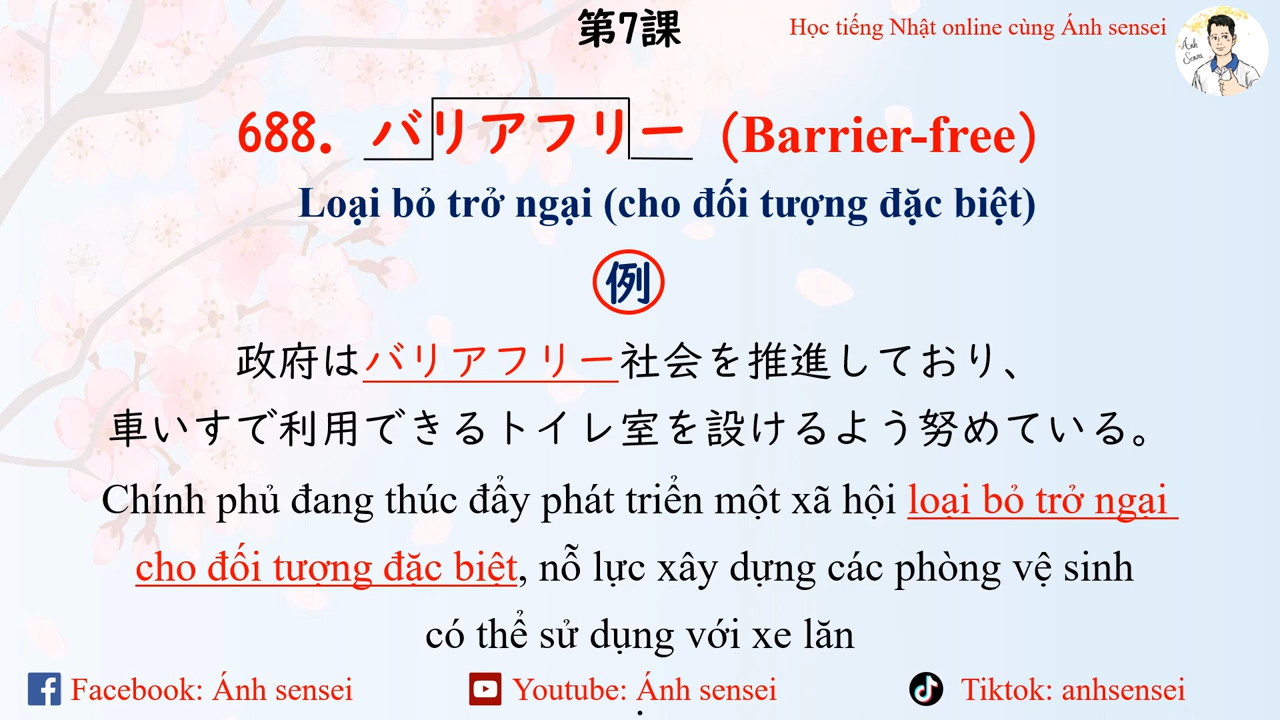 第7課
Học tiếng Nhật online cùng Ánh sensei
Ánh Sensei
688. バリアフリー（Barrier-free）
Loại bỏ trở ngại (cho đối tượng đặc biệt)
例
政府はバリアフリー社会を推進しており、
車いすで利用できるトイレ室を設けるよう努めている。
Chính phủ đang thúc đẩy phát triển một xã hội loại bỏ trở ngại
cho đối tượng đặc biệt, nỗ lực xây dựng các phòng vệ sinh
có thể sử dụng với xe lăn
Facebook: Ánh sensei
Youtube: Ánh sensei
Tiktok: anhsensei